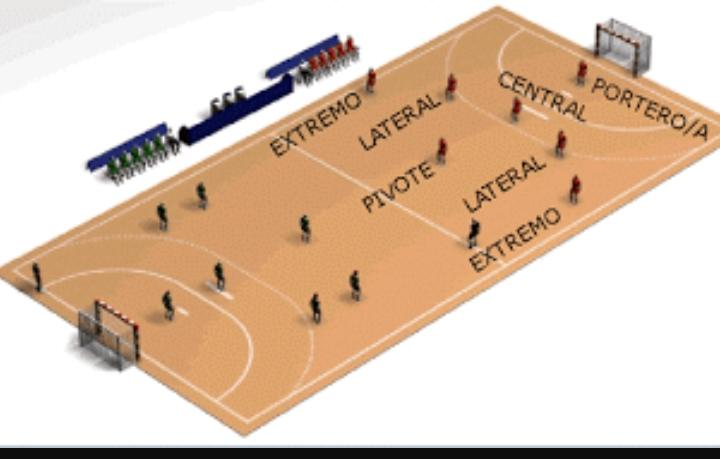 EXTREMO
LATERAL
CENTRAL
PORTERO/A
PIVOTE
LATERAL
EXTREMO